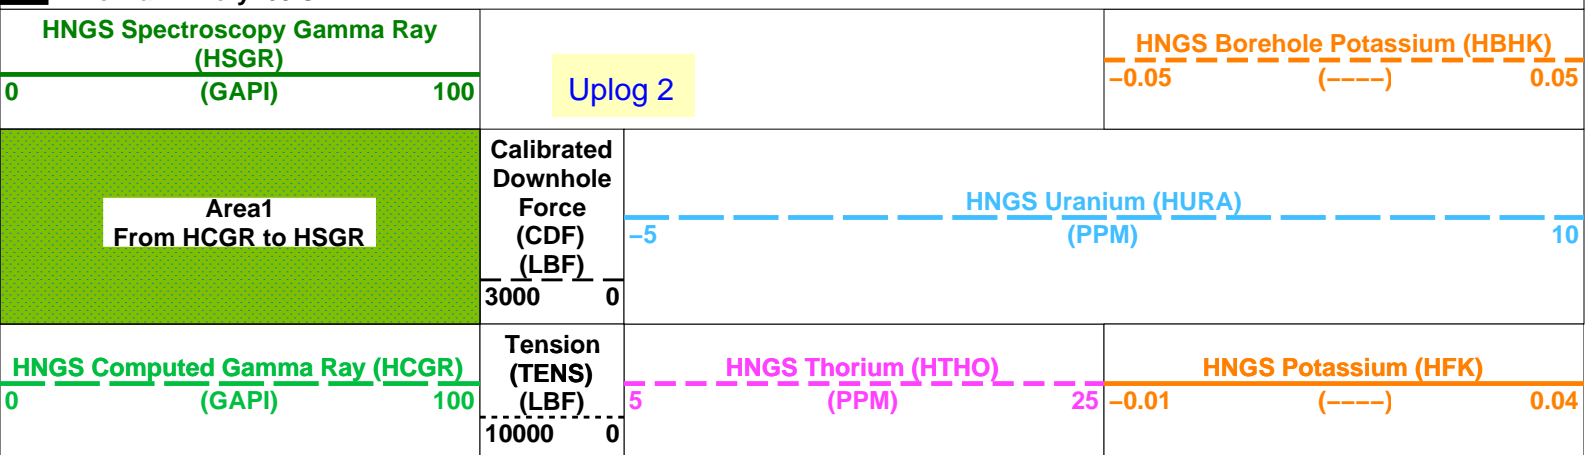 HNGS Spectroscopy Gamma Ray
(HSGR)
0 (GAPI) 100
Uplog 2
HNGS Borehole Potassium (HBHK)
−0.05 (−−−−) 0.05
Area1
From HCGR to HSGR
Calibrated
Downhole
Force
(CDF)
(LBF)
3000 0
HNGS Uranium (HURA)
−5 (PPM) 10
HNGS Computed Gamma Ray (HCGR)
0 (GAPI) 100
Tension
(TENS)
(LBF)
10000 0
HNGS Thorium (HTHO)
5 (PPM) 25
HNGS Potassium (HFK)
−0.01 (−−−−) 0.04